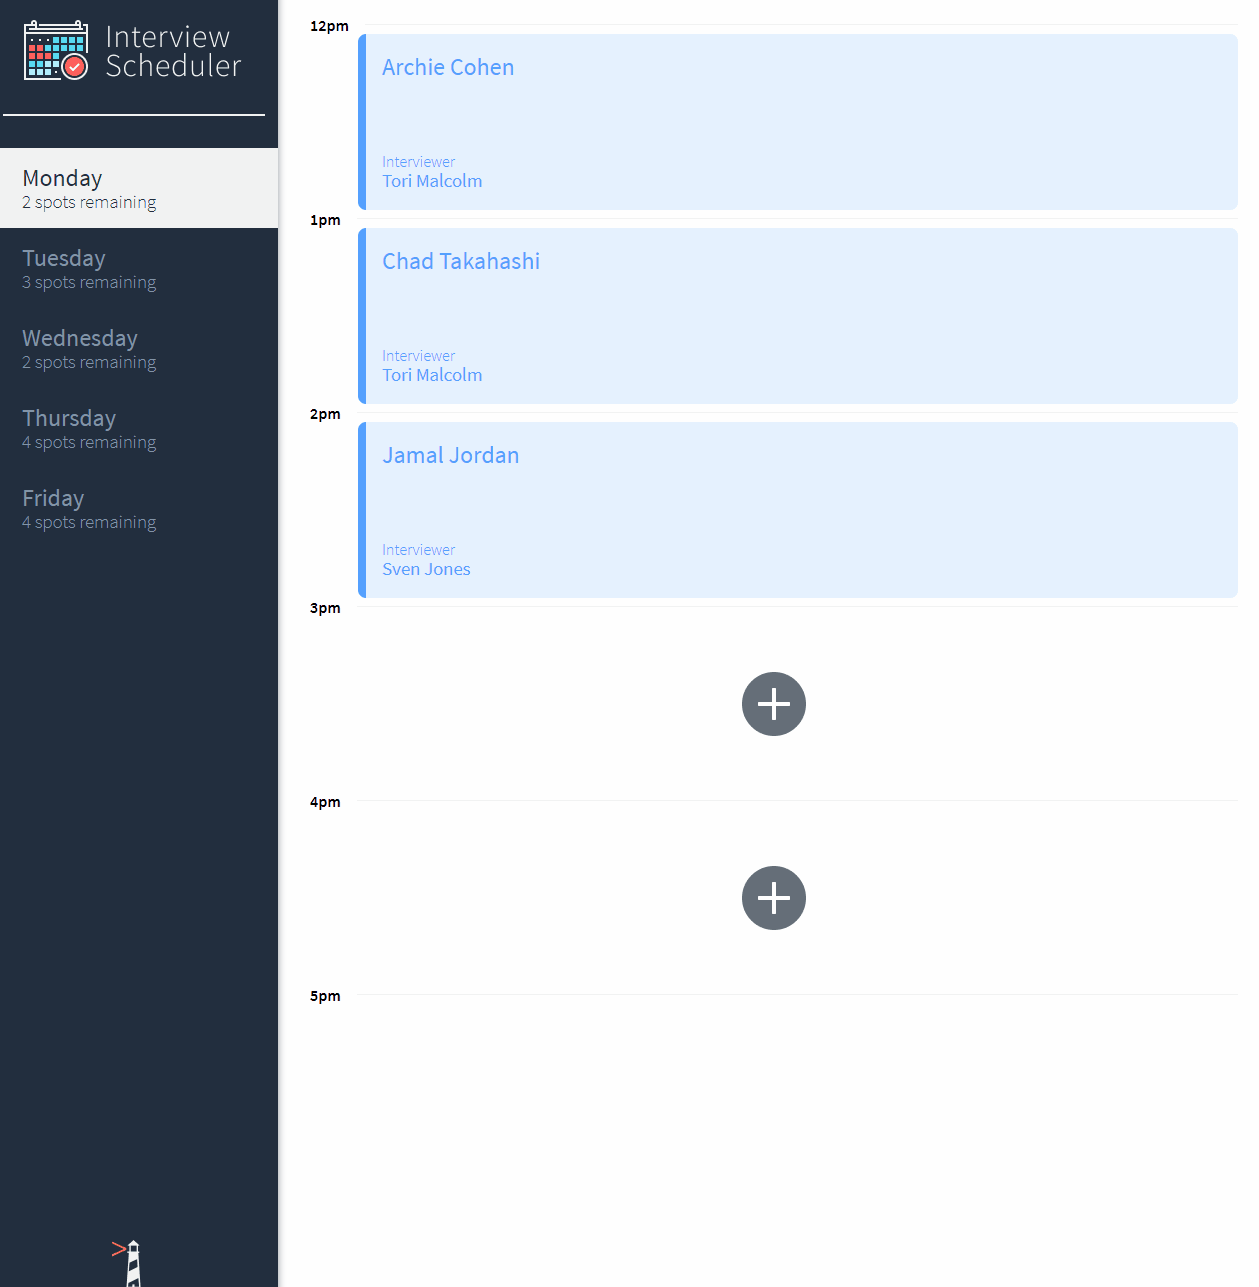 Interview
Scheduler
Monday
2 spots remaining
Tuesday
3 spots remaining
Wednesday
2 spots remaining
Thursday
4 spots remaining
Friday
4 spots remaining
>
12pm
Archie Cohen
Interviewer
Tori Malcolm
1pm
Chad Takahashi
Interviewer
Tori Malcolm
2pm
Jamal Jordan
Interviewer
Sven Jones
3pm
4pm
5pm